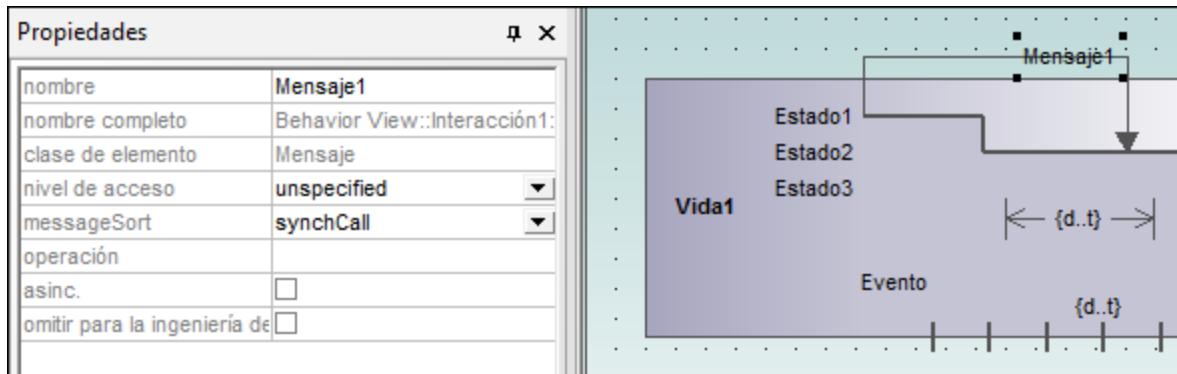 Propiedades
nombre Mensaje1
nombre completo Behavior View::Interacción1:
clase de elemento Mensaje
nivel de acceso unspecified
messageSort synchCall
operación
asinc.
omitir para la ingeniería de
Mensaje1
Estado1
Estado2
Estado3
Vida1
{d..t}
Evento
{d..t}